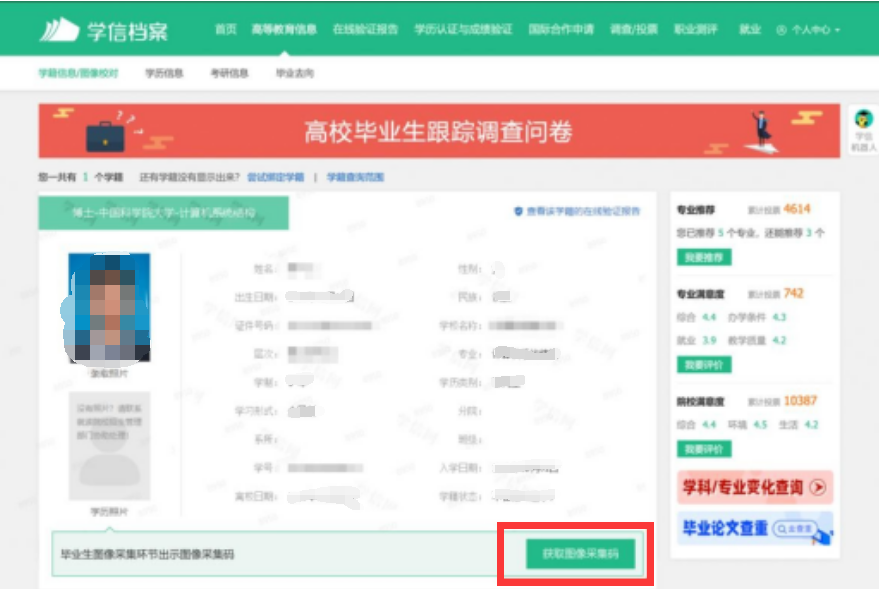 学信档案
首页 高等教育信息 在线验证报告 学历认证与成绩验证 国际合作申请 调查/投票 职业测评 就业 个人中心
学籍信息/图像校对 学历信息 考研信息 毕业去向
高校毕业生跟踪调查问卷
? ? ?
学信
机器人
您一共有 1 个学籍 还有学籍没有显示出来? 尝试绑定学籍 | 学籍查询范围
博士-中国科学院大学-计算机系统结构
查看该学籍的在线验证报告
姓名:
性别:
出生日期:
民族:
证件号码:
学校名称:
层次:
专业:
学制:
学历类别:
学习形式:
分院:
系所:
班级:
学号:
入学日期:
离校日期:
学籍状态:
录取照片
没有照片?请联系
学历照片
毕业生图像采集环节出示图像采集码
获取图像采集码
专业推荐 累计投票 4614
您已推荐 5 个专业, 还能推荐 3 个
我要推荐
专业满意度 累计投票 742
综合 4.4 办学条件 4.3
就业 3.9 教学质量 4.2
我要评价
院校满意度 累计投票 10387
综合 4.4 环境 4.5 生活 4.2
我要评价
学科/专业变化查询
毕业论文查重 去查重